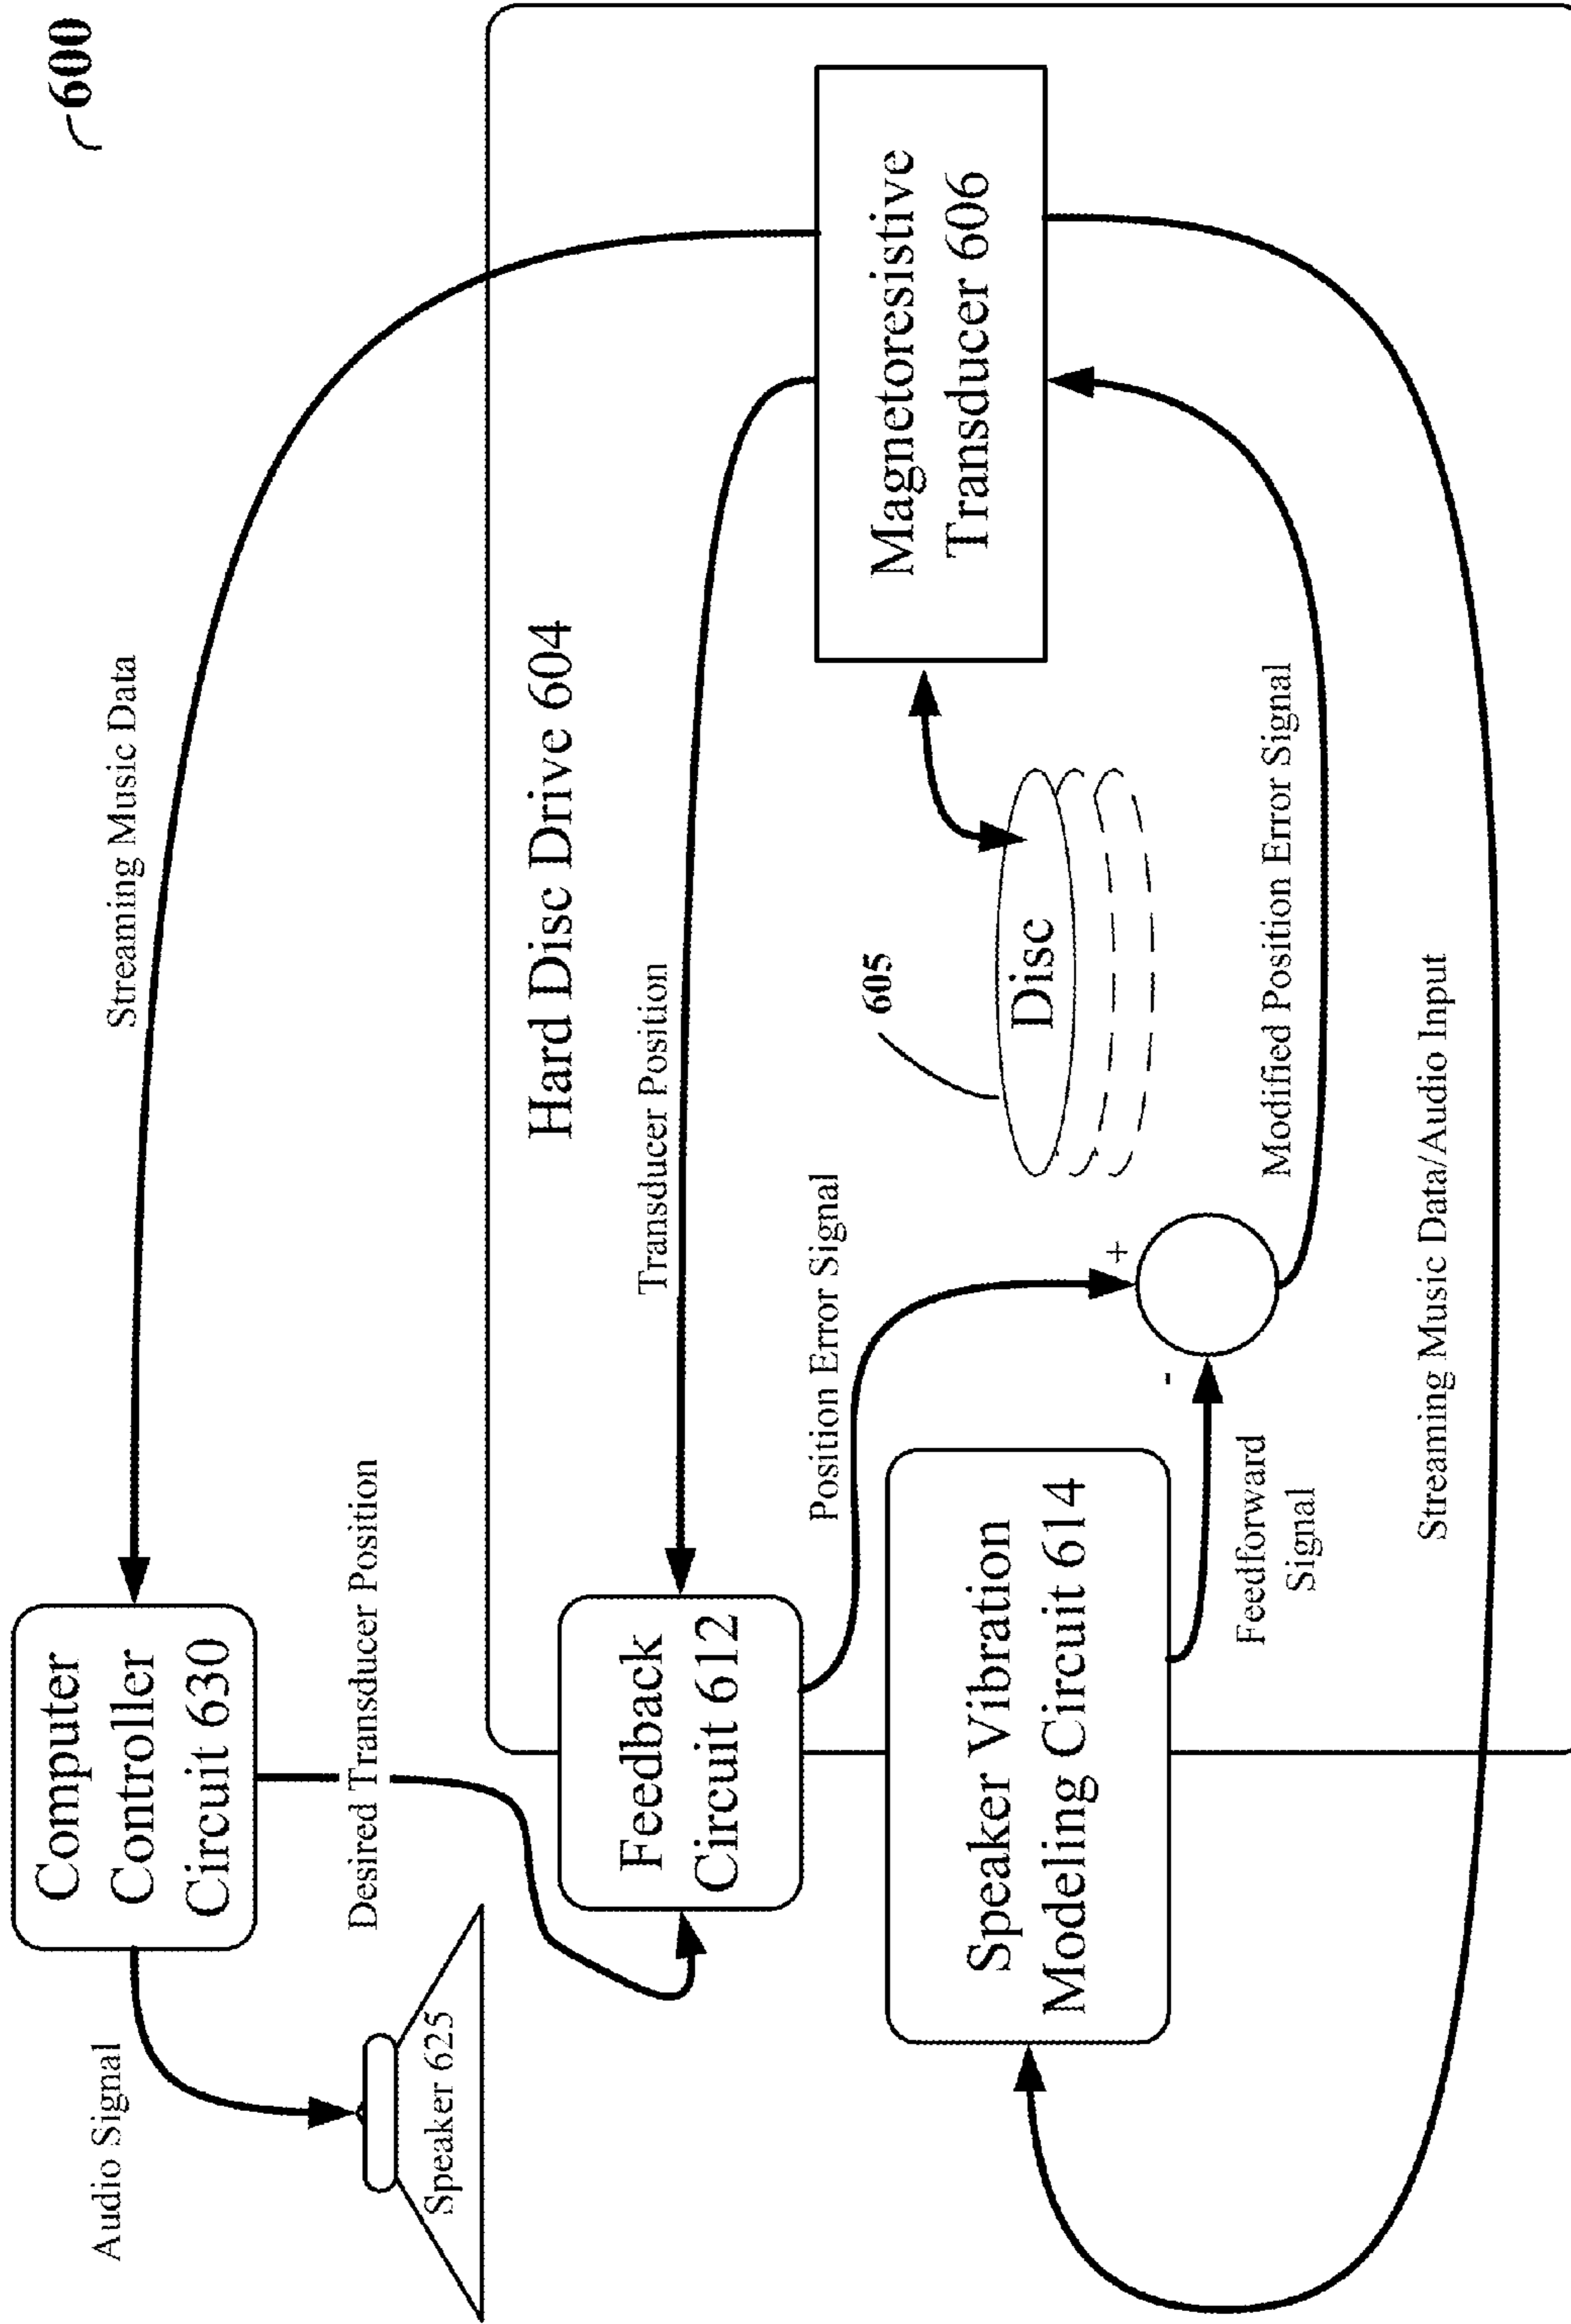 600
Streaming Music Data
Computer
Controller
Circuit 630
Audio Signal
Speaker 625
Desired Transducer Position
Hard Disc Drive 604
Transducer Position
Feedback
Circuit 612
Position Error Signal
Magnetoresistive
Transducer 606
605
Disc
+
-
Speaker Vibration
Modeling Circuit 614
Feedforward
Signal
Modified Position Error Signal
Streaming Music Data/Audio Input